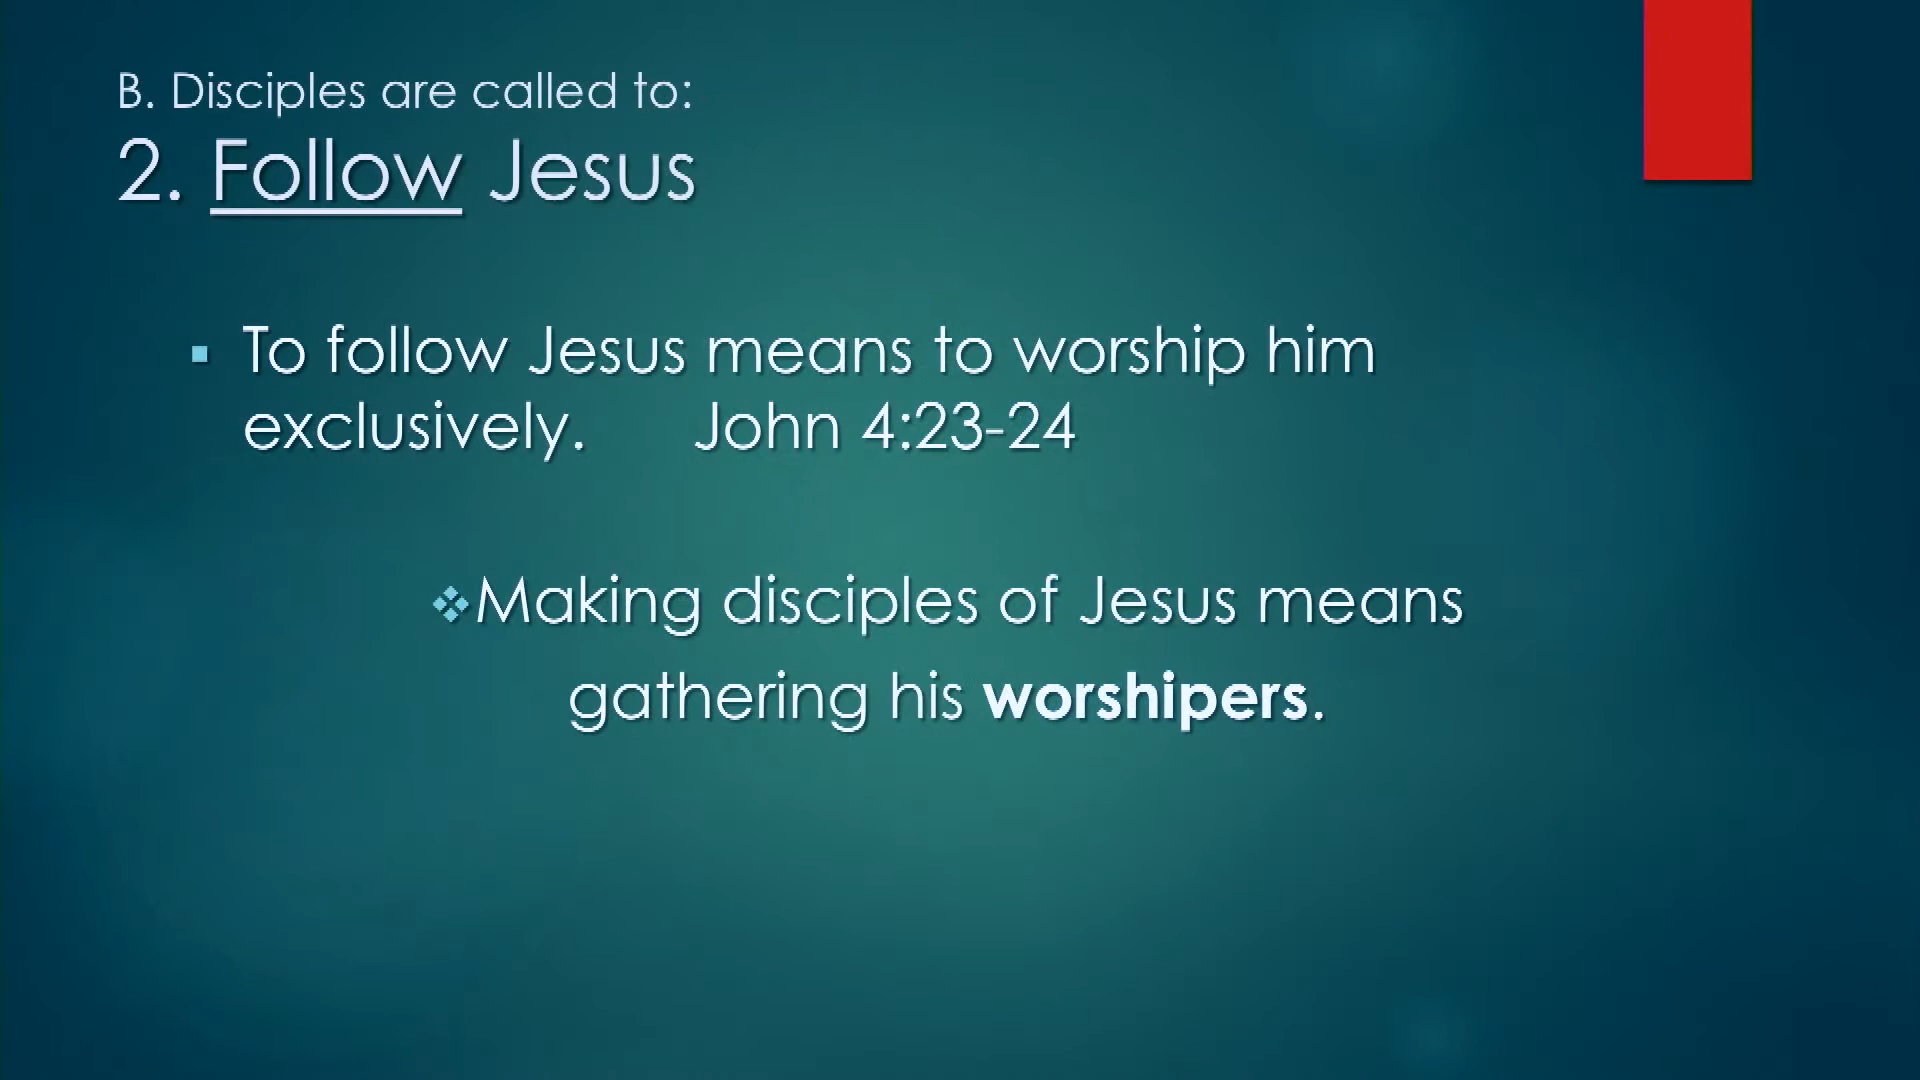 B. Disciples are called to:
2. Follow Jesus
▪ To follow Jesus means to worship him
exclusively. John 4:23-24
❖Making disciples of Jesus means
gathering his worshipers.